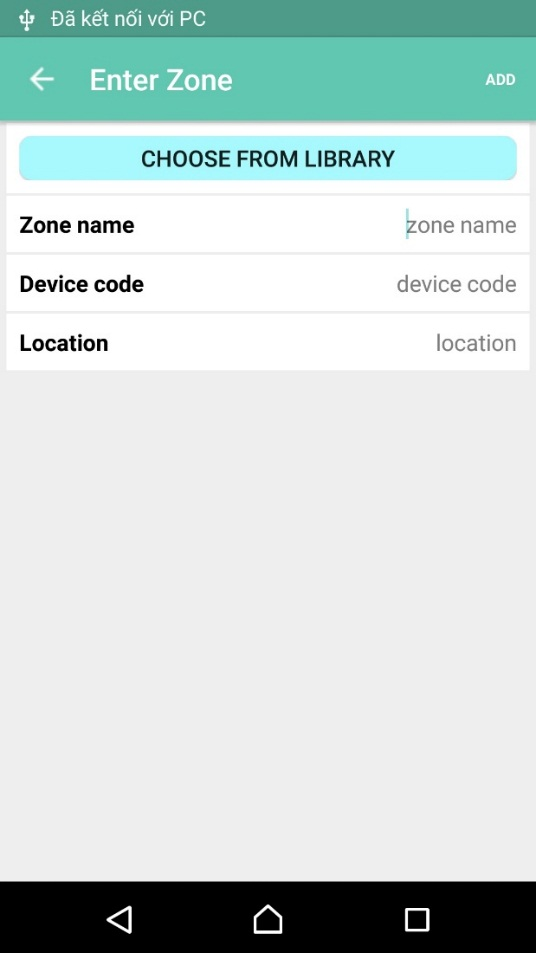 Đã kết nối với PC
Enter Zone
ADD
CHOOSE FROM LIBRARY
Zone name zone name
Device code device code
Location location